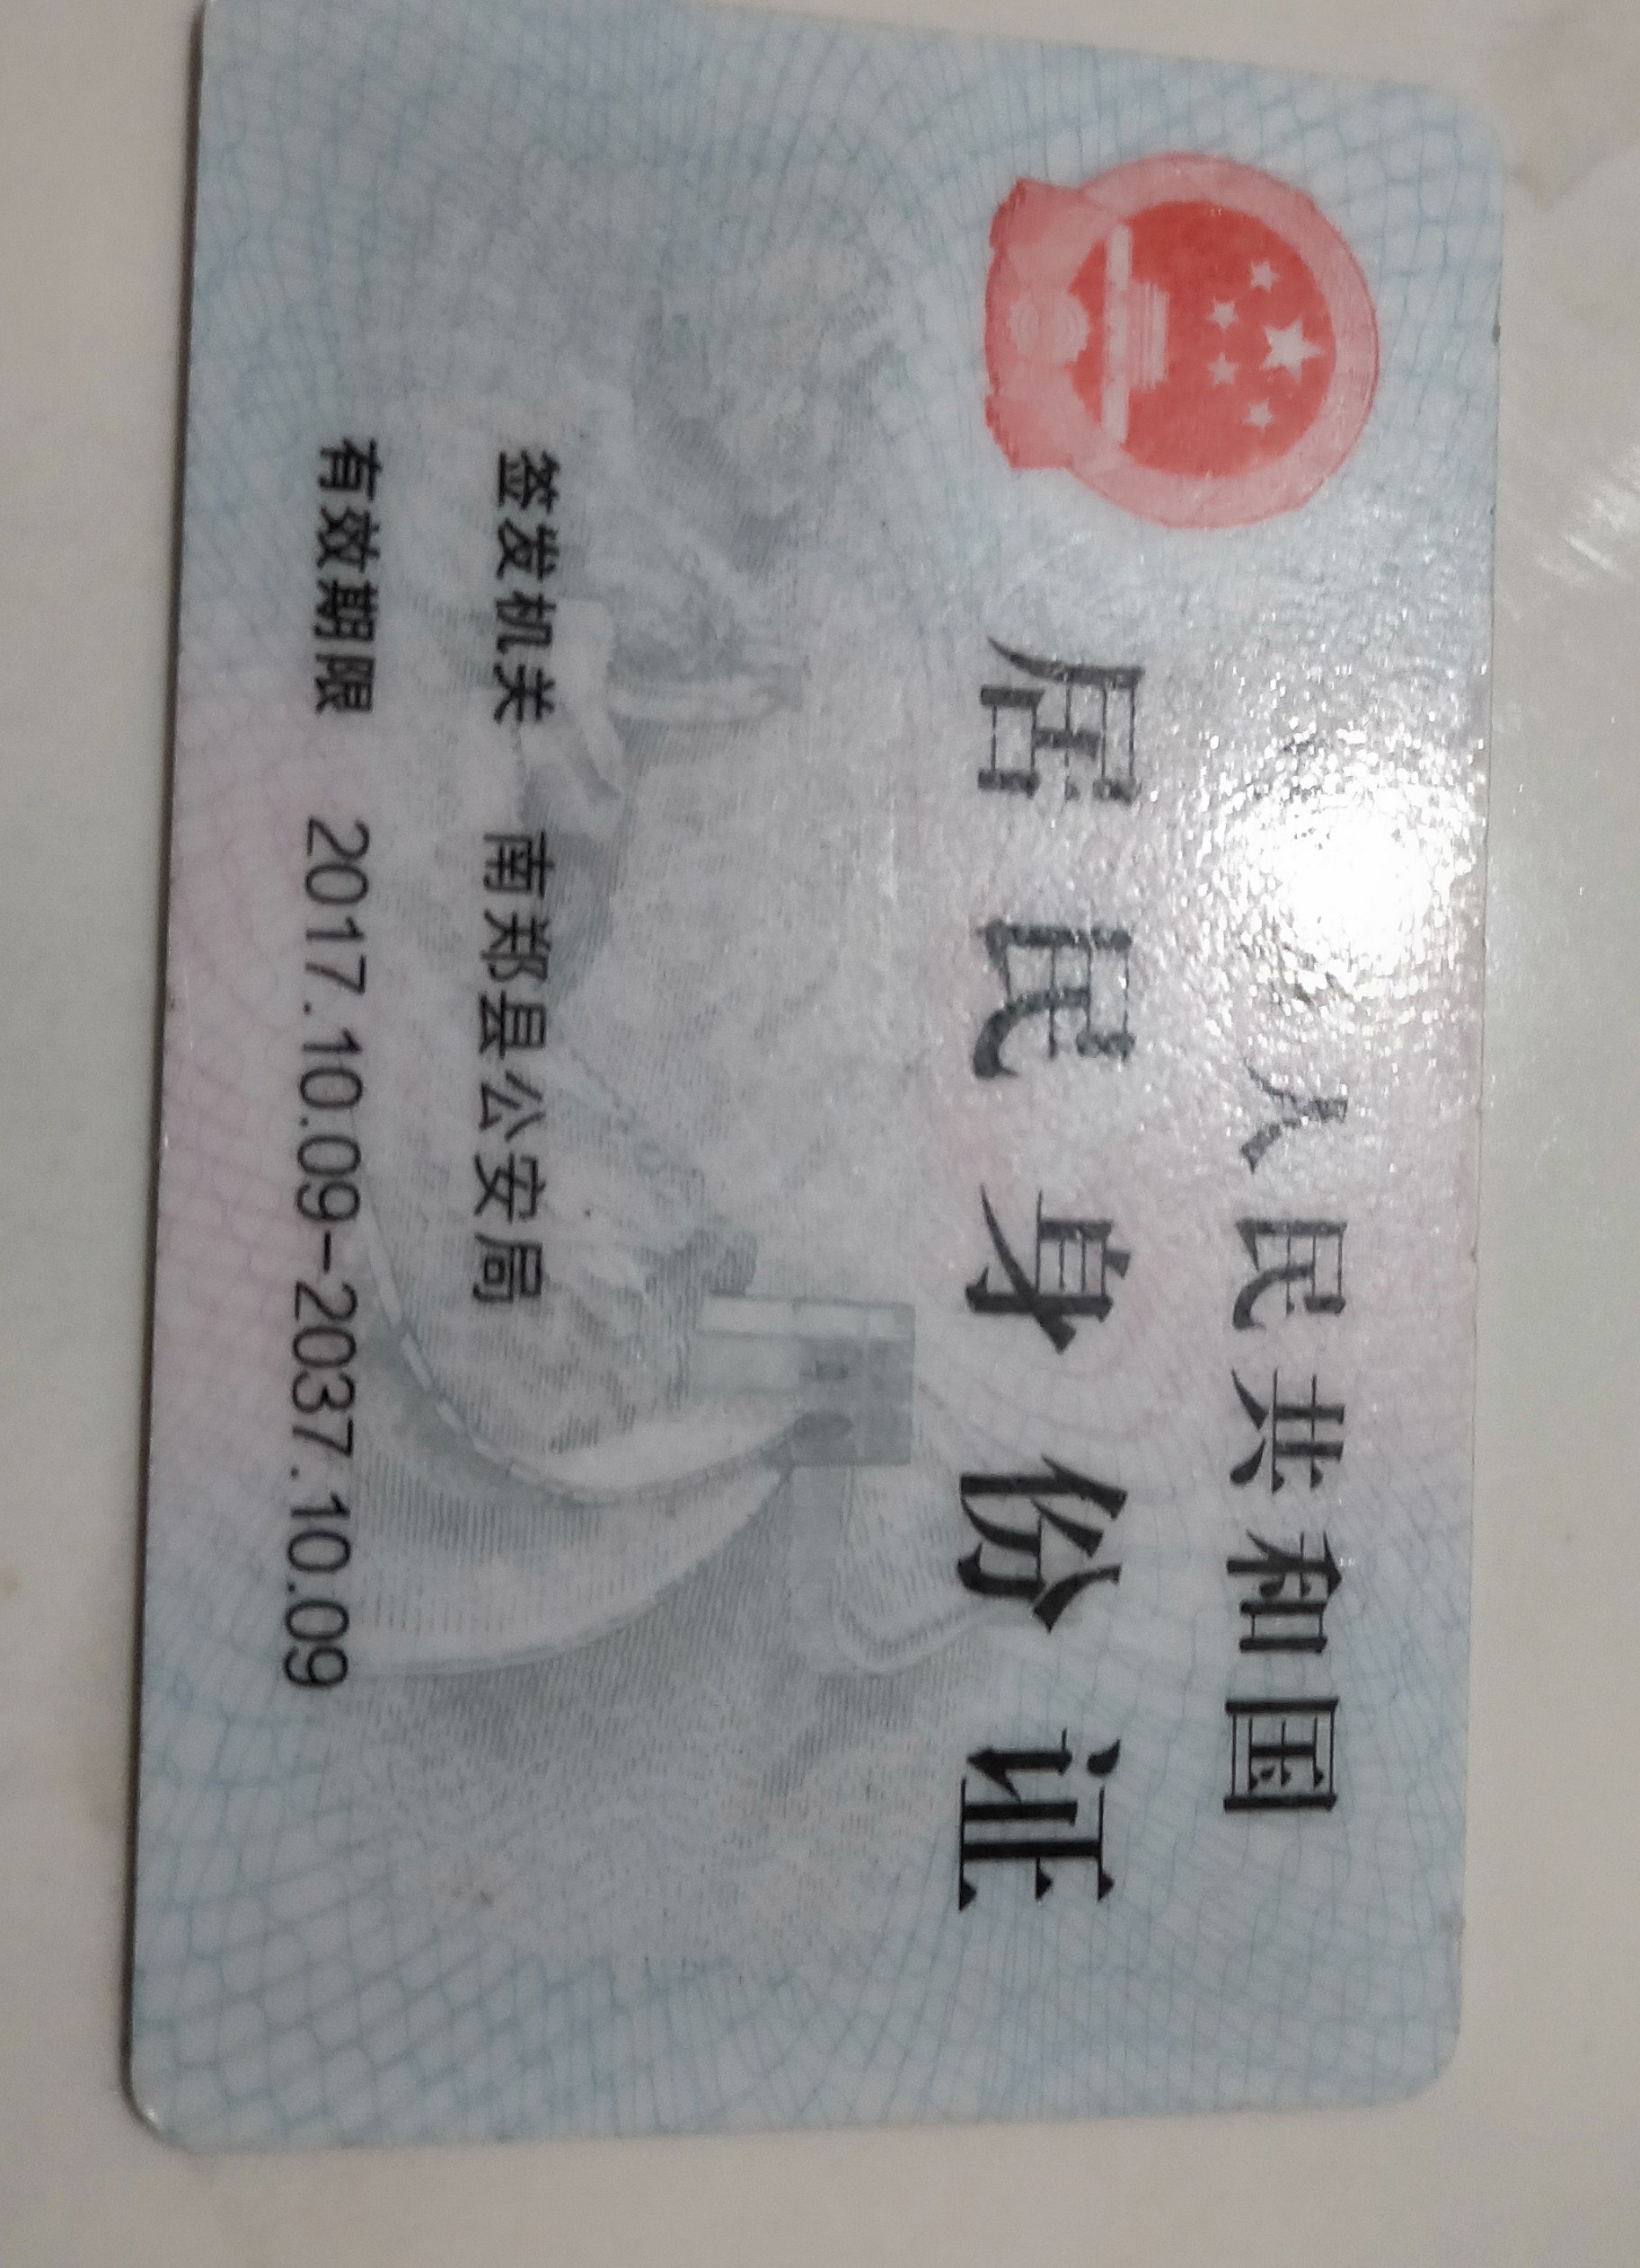 人民共和国
居民身份证
签发机关 南郑县公安局
有效期限 2017.10.09-2037.10.09